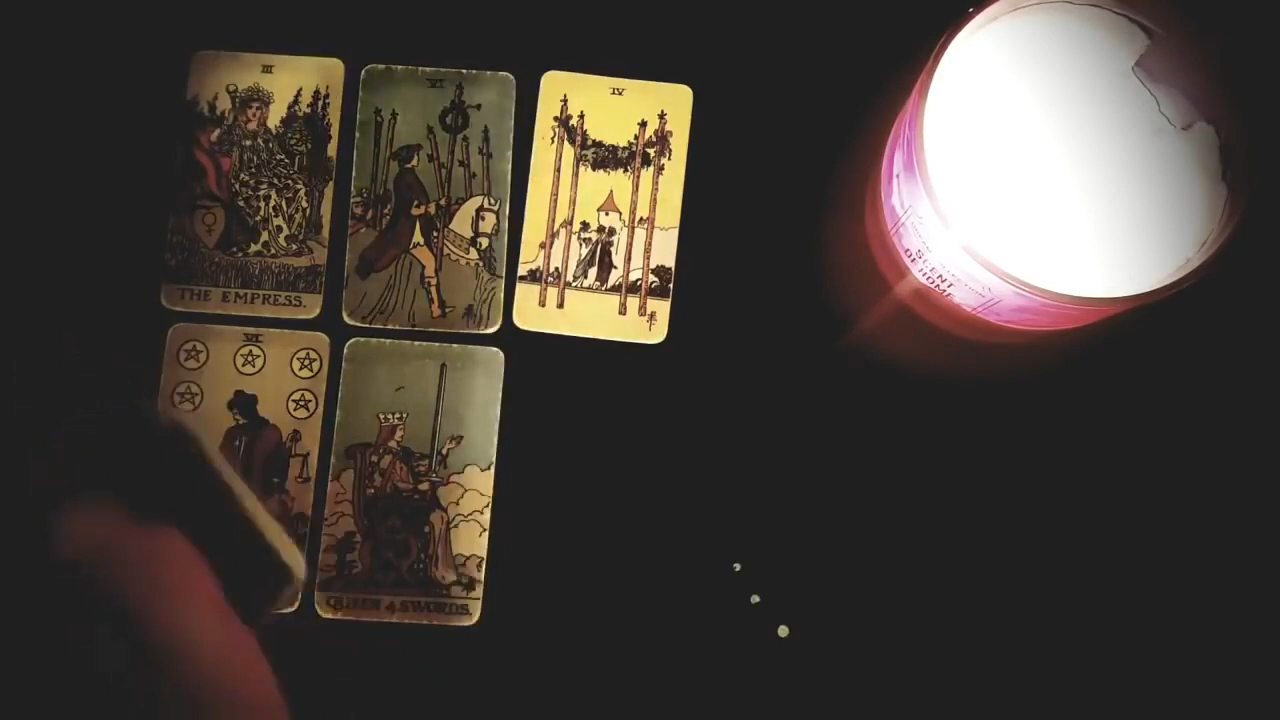 III
VI
IV
THE EMPRESS.
VI
QUEEN of SWORDS.
SCENT
OF HOME